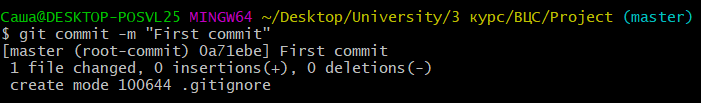 Саша@DESKTOP-POSVL25 MINGW64 ~/Desktop/University/3 курс/ВЦС/Project (master)
$ git commit -m "First commit"
[master (root-commit) 0a71ebe] First commit
 1 file changed, 0 insertions(+), 0 deletions(-)
 create mode 100644 .gitignore